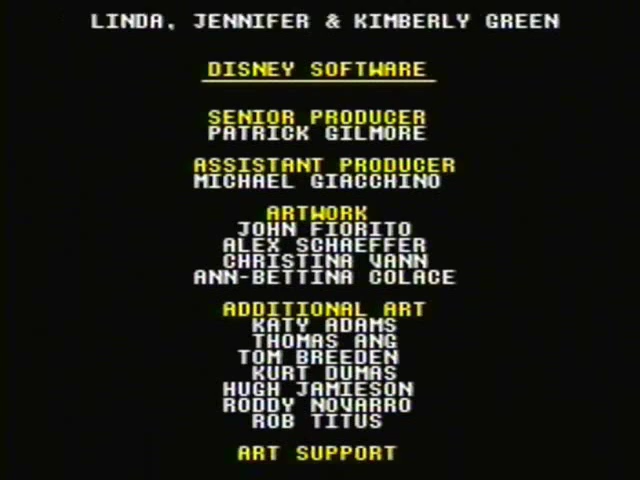 LINDA, JENNIFER & KIMBERLY GREEN
DISNEY SOFTWARE
SENIOR PRODUCER
PATRICK GILMORE
ASSISTANT PRODUCER
MICHAEL GIACCHINO
ARTWORK
JOHN FIORITO
ALEX SCHAEFFER
CHRISTINA VANN
ANN-BETTINA COLACE
ADDITIONAL ART
KATY ADAMS
THOMAS ANG
TOM BREEDEN
KURT DUMAS
HUGH JAMIESON
RODDY NOVARRO
ROB TITUS
ART SUPPORT